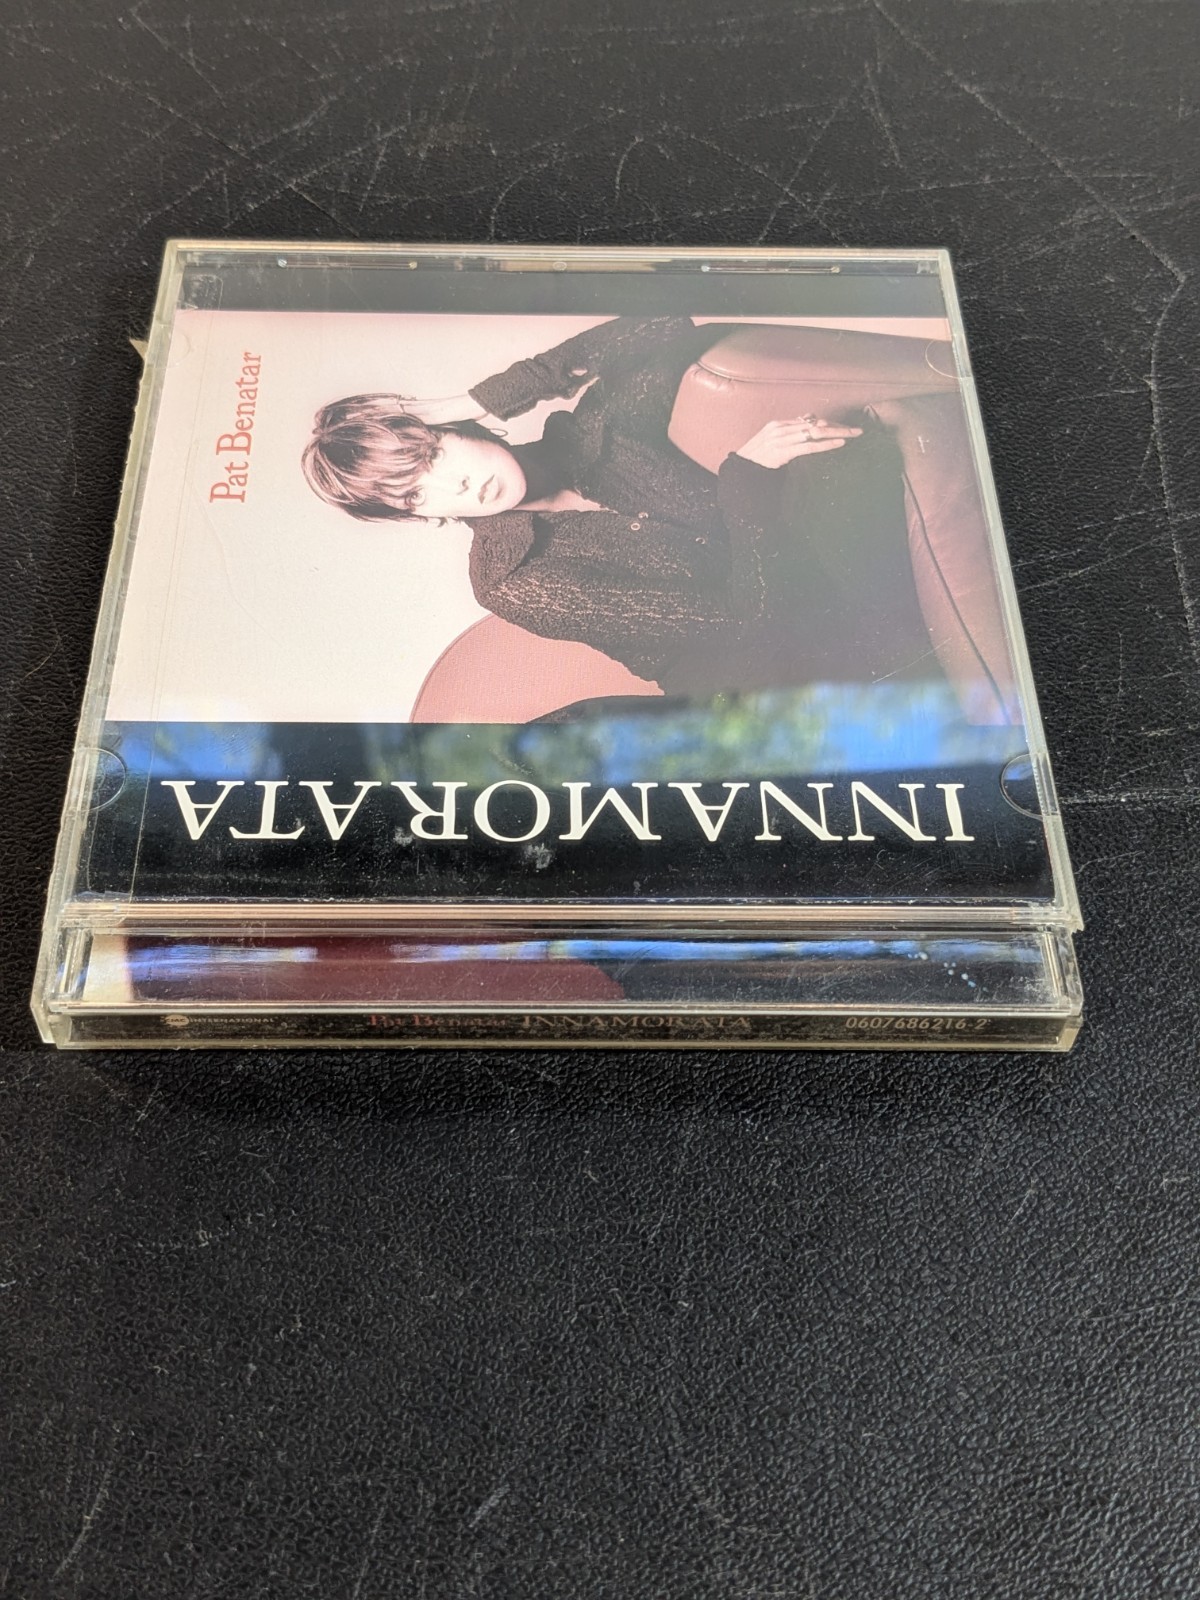 Pat Benatar
INNAMORATA
INTERNATIONAL Pat Benatar INNAMORATA 0607686216-2